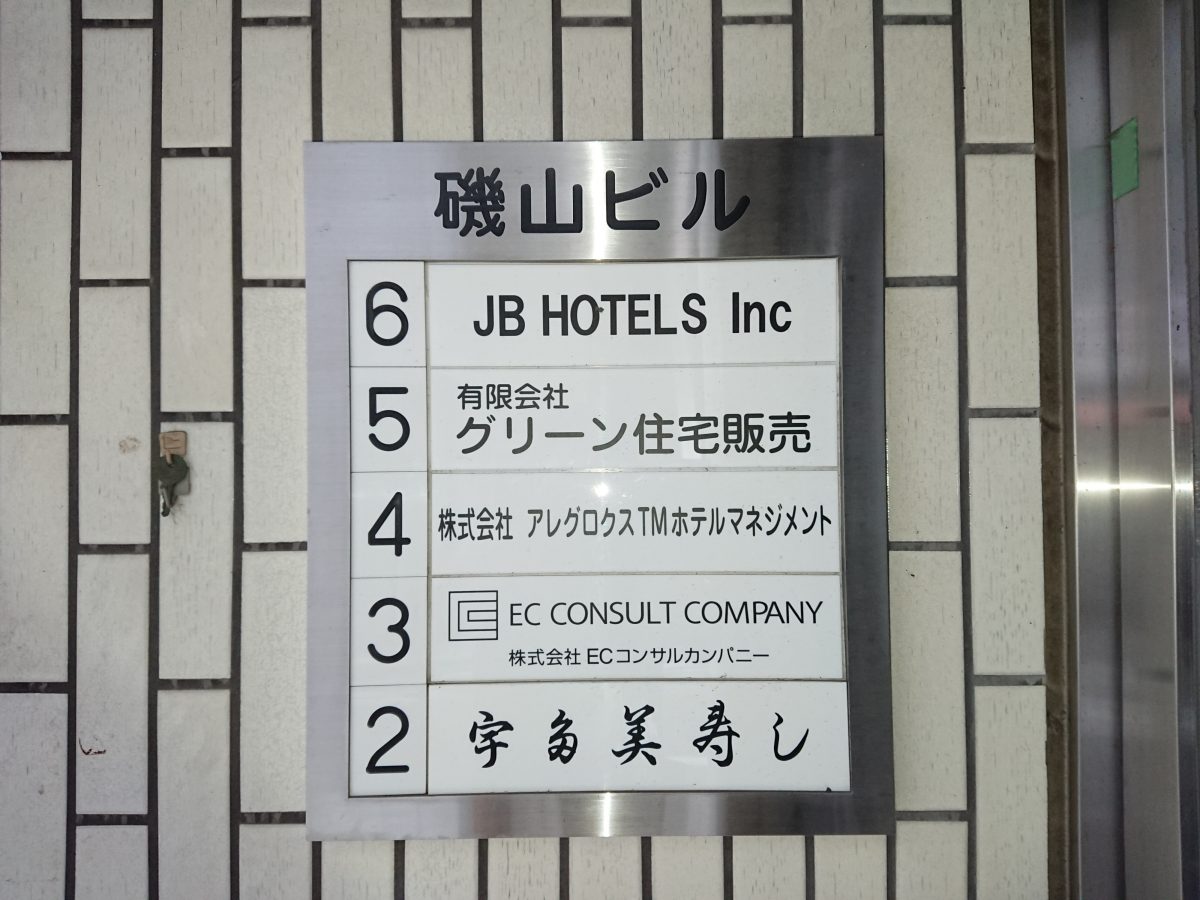 磯山ビル
6 JB HOTELS Inc
5 有限会社
グリーン住宅販売
4 株式会社 アレグロクスTMホテルマネジメント
3 EC CONSULT COMPANY
株式会社 ECコンサルカンパニー
2 宇多美寿し